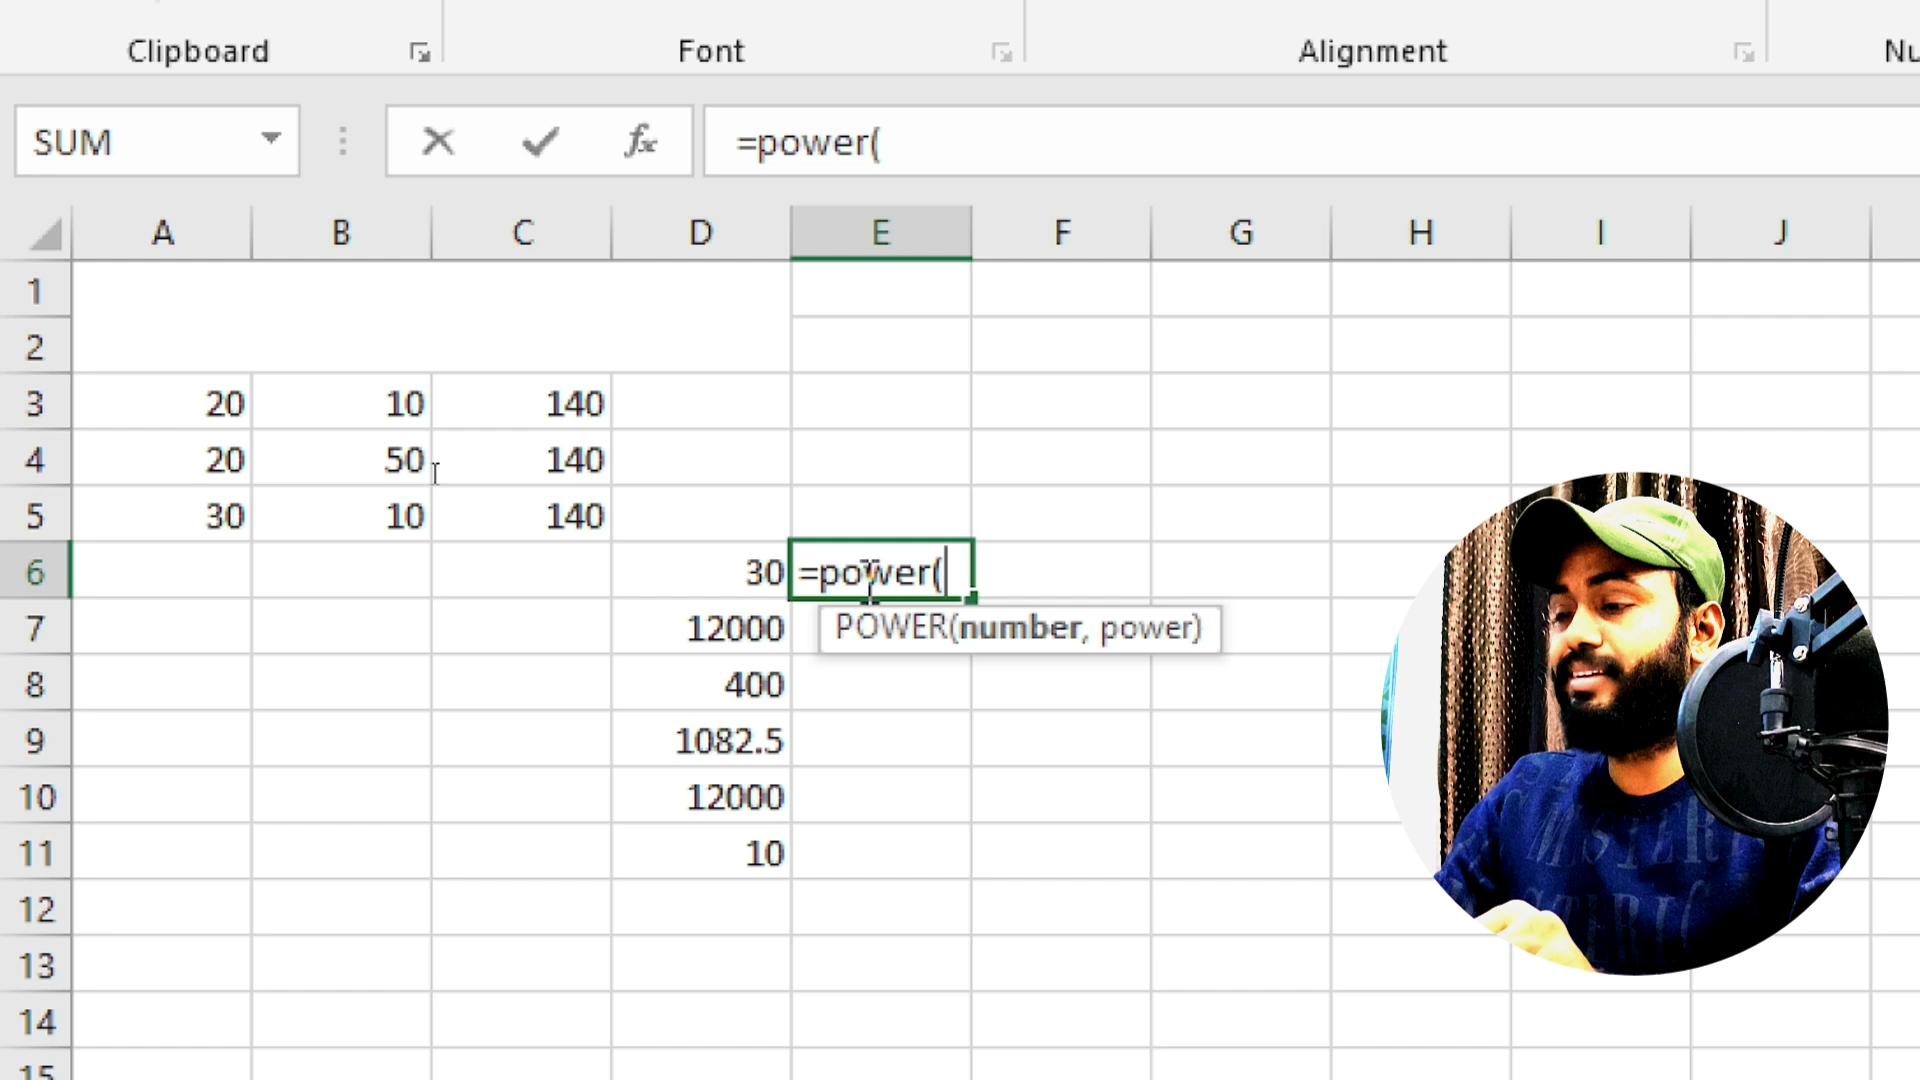 Clipboard Font Alignment Nu
SUM fx =power(
A B C D E F G H I J
1
2
3 20 10 140
4 20 50 140
5 30 10 140
6 30 =power(
7 12000 POWER(number, power)
8 400
9 1082.5
10 12000
11 10
12
13
14
15